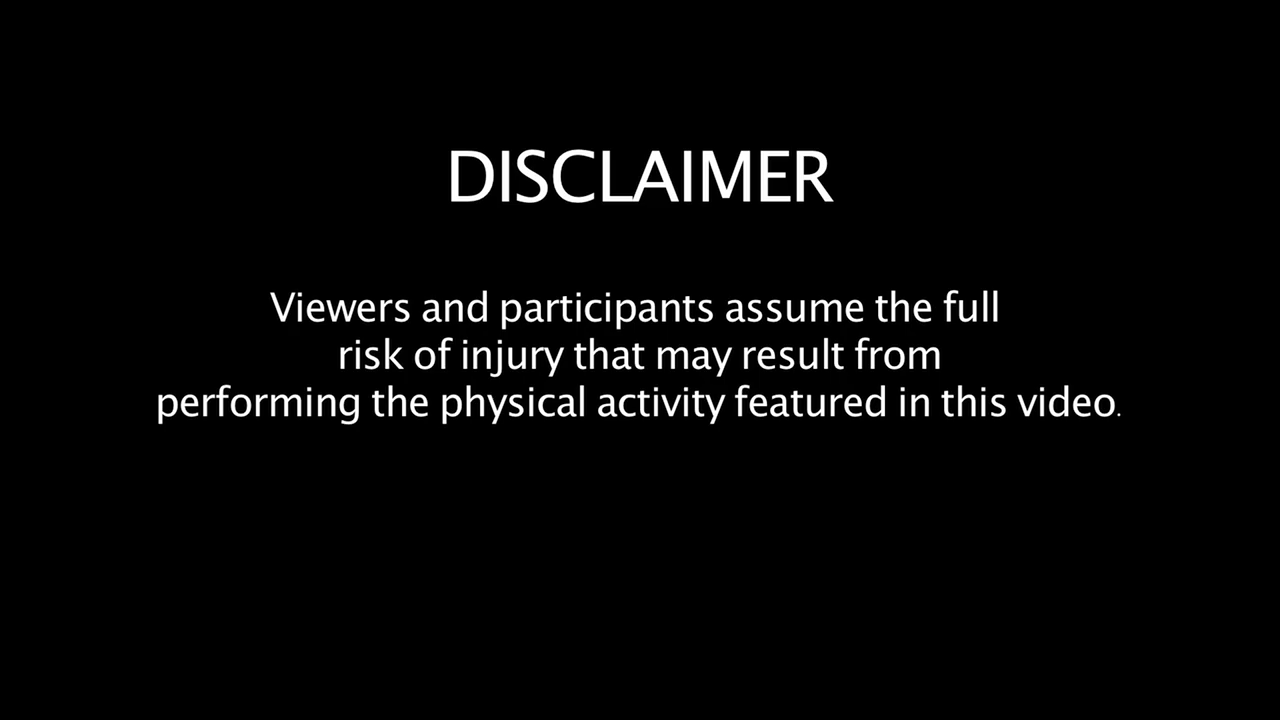 DISCLAIMER
Viewers and participants assume the full
risk of injury that may result from
performing the physical activity featured in this video.